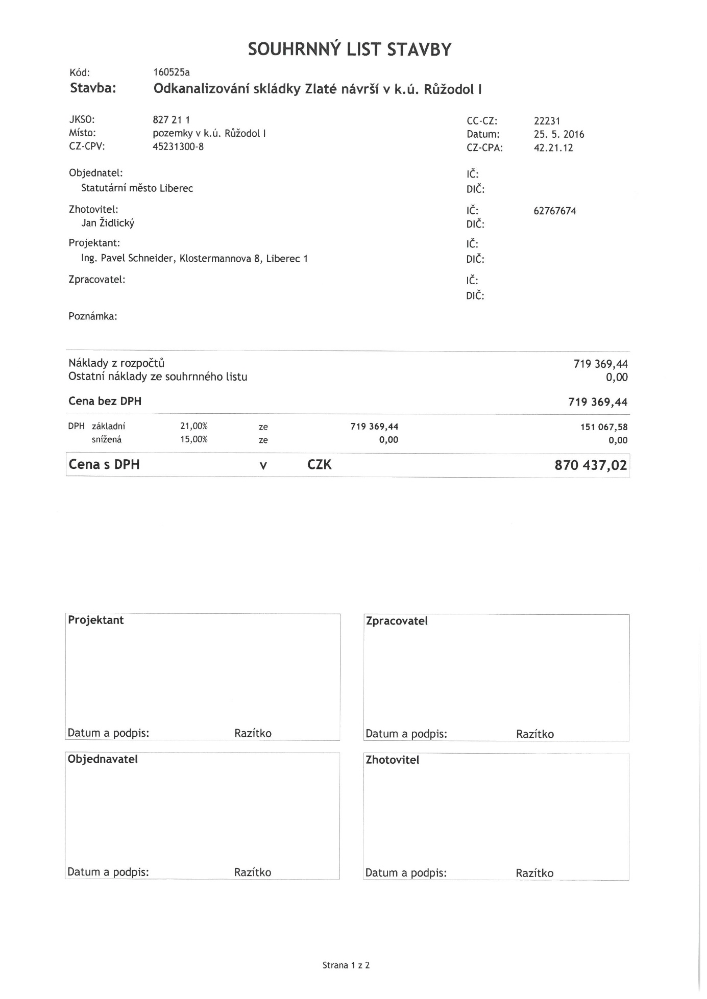 SOUHRNNÝ LIST STAVBY
Kód: 160525a
Stavba: Odkanalizování skládky Zlaté návrší v k.ú. Růžodol I
JKSO: 827 21 1 CC-CZ: 22231
Místo: pozemky v k.ú. Růžodol I Datum: 25. 5. 2016
CZ-CPV: 45231300-8 CZ-CPA: 42.21.12
Objednatel: IČ:
Statutární město Liberec DIČ:
Zhotovitel: IČ: 62767674
Jan Židlický DIČ:
Projektant: IČ:
Ing. Pavel Schneider, Klostermannova 8, Liberec 1 DIČ:
Zpracovatel: IČ:
DIČ:
Poznámka:
Náklady z rozpočtů 719 369,44
Ostatní náklady ze souhrnného listu 0,00
Cena bez DPH 719 369,44
DPH základní 21,00% ze 719 369,44 151 067,58
snížená 15,00% ze 0,00 0,00
Cena s DPH v CZK 870 437,02
Projektant Zpracovatel
Datum a podpis: Razítko Datum a podpis: Razítko
Objednavatel Zhotovitel
Datum a podpis: Razítko Datum a podpis: Razítko
Strana 1 z 2